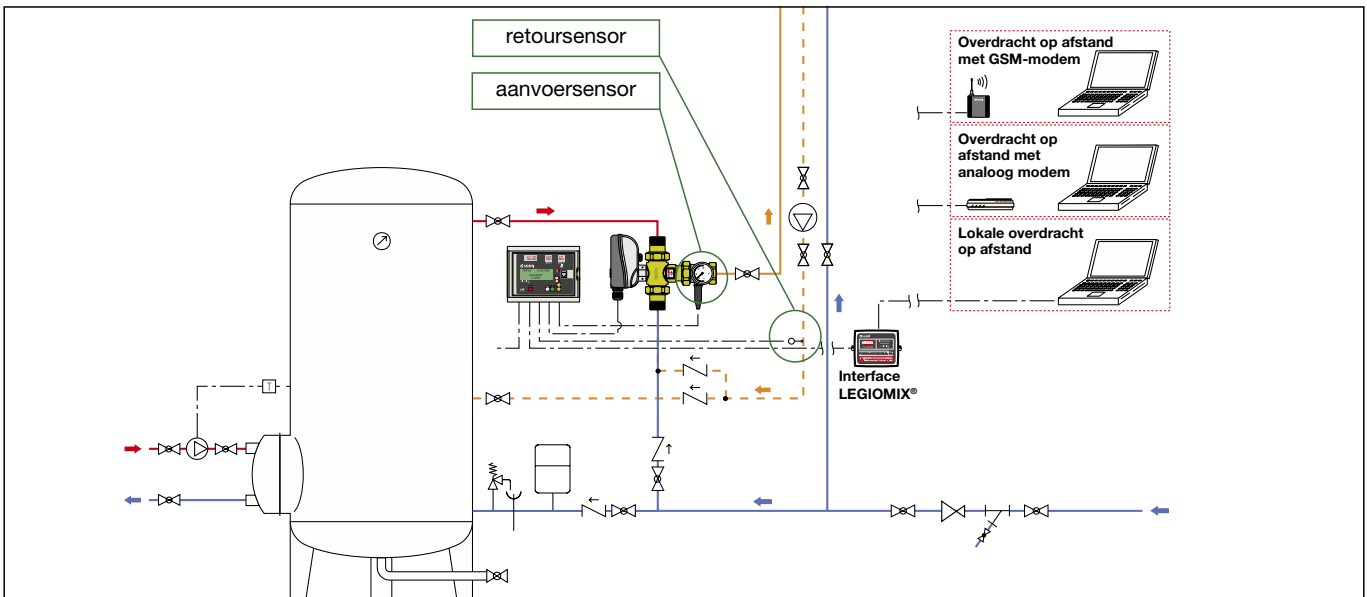 retoursensor
aanvoersensor
Overdracht op afstand
met GSM-modem
Overdracht op
afstand met
analoog modem
Lokale overdracht
op afstand
Interface
LEGIOMIX®
T